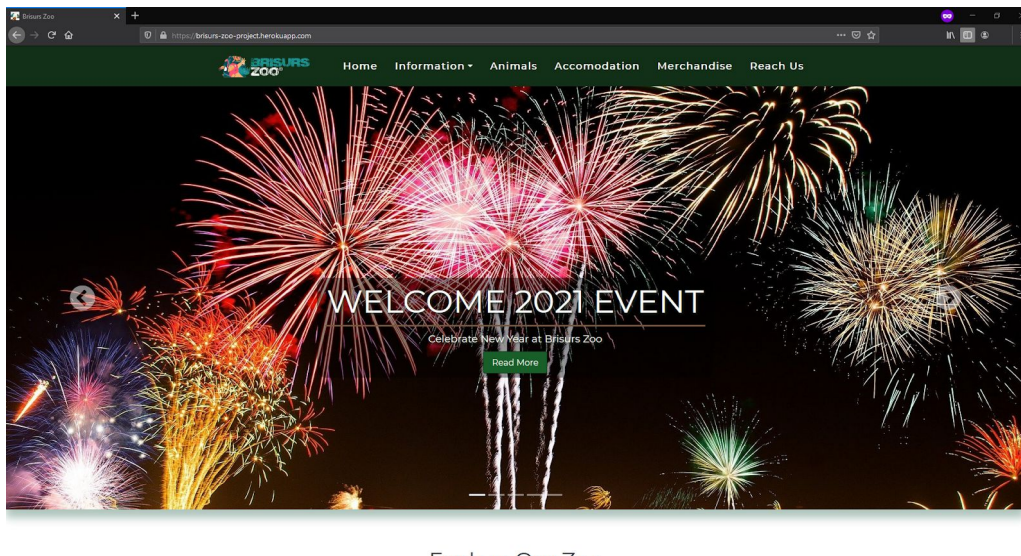 Brisurs Zoo
https://brisurs-zoo-project.herokuapp.com
BRISURS
ZOO
Home Information Animals Accomodation Merchandise Reach Us
WELCOME 2021 EVENT
Celebrate New Year at Brisurs Zoo
Read More